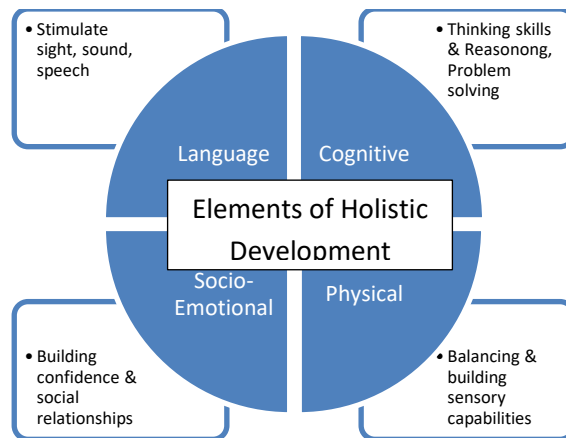 • Stimulate
sight, sound,
speech
• Thinking skills
& Reasonong,
Problem
solving
Language
Cognitive
Elements of Holistic
Development
Socio-
Emotional
Physical
• Building
confidence &
social
relationships
• Balancing &
building
sensory
capabilities